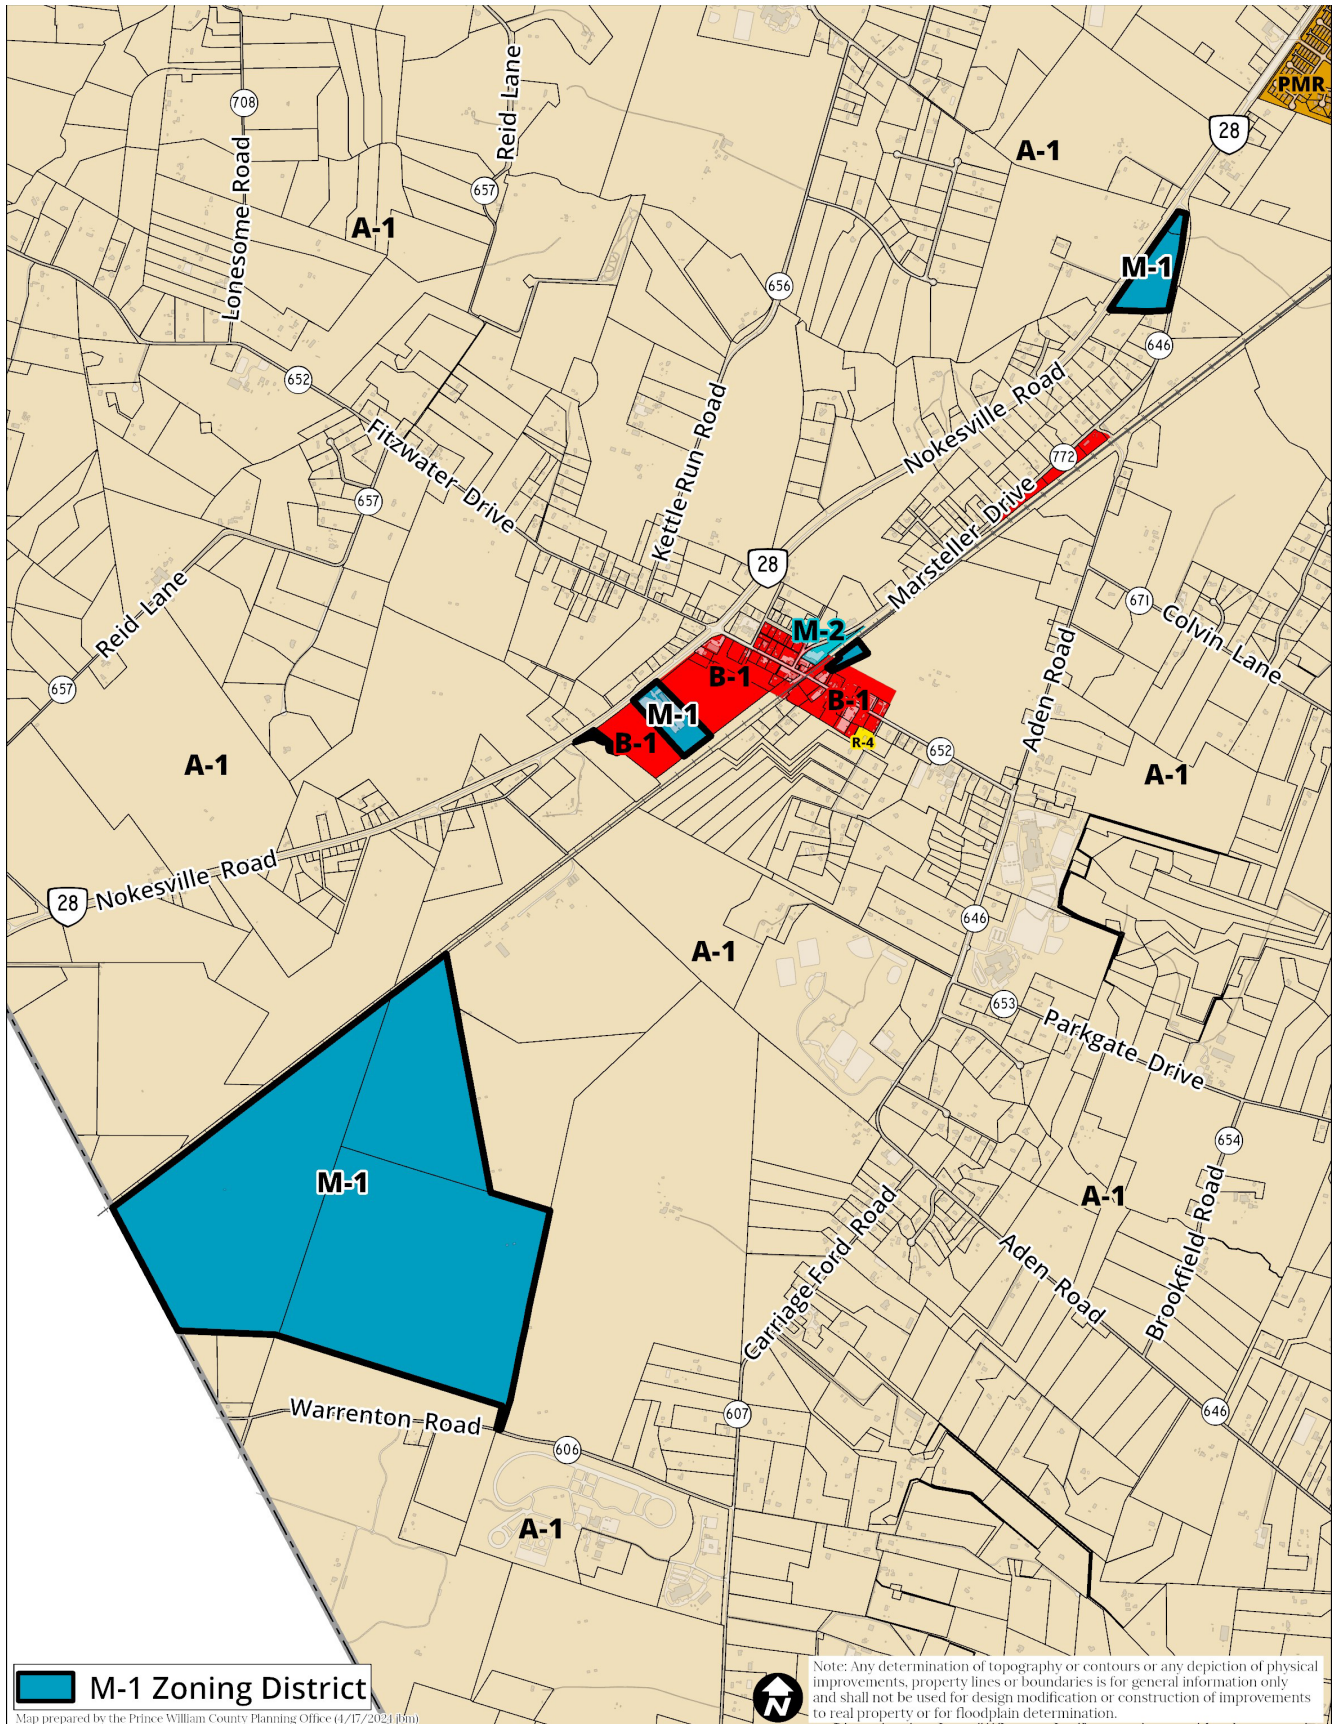 PMR
28
708
Reid Lane
A-1
657
Lonesome Road
A-1
M-1
656
646
652
Nokesville Road
Fitzwater Drive
Kettle Run Road
772
657
Marsteller Drive
28
671
Colvin Lane
Reid Lane
M-2
Aden Road
657
B-1
B-1
M-1
B-1
R-4
652
A-1
A-1
Nokesville Road
28
646
A-1
653
Parkgate Drive
654
M-1
A-1
Carriage Ford Road
Aden Road
Brookfield Road
Warrenton Road
607
646
606
A-1
M-1 Zoning District
Map prepared by the Prince William County Planning Office (4/17/2024 jbm)
N
Note: Any determination of topography or contours or any depiction of physical
improvements, property lines or boundaries is for general information only
and shall not be used for design modification or construction of improvements
to real property or for floodplain determination.